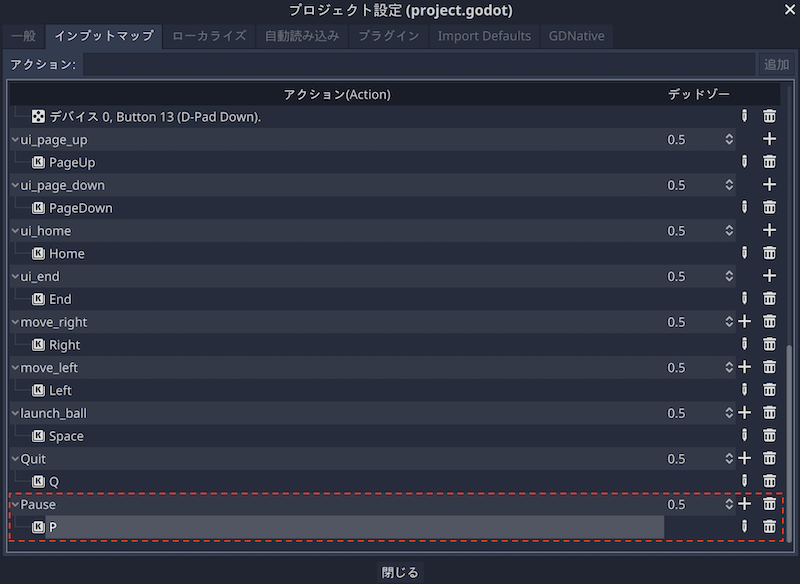 プロジェクト設定 (project.godot)
一般 インプットマップ ローカライズ 自動読み込み プラグイン Import Defaults GDNative
アクション: 追加
アクション(Action) デッドゾー
デバイス 0, Button 13 (D-Pad Down).
ui_page_up 0.5
K PageUp
ui_page_down 0.5
K PageDown
ui_home 0.5
K Home
ui_end 0.5
K End
move_right 0.5
K Right
move_left 0.5
K Left
launch_ball 0.5
K Space
Quit 0.5
K Q
Pause 0.5
K P
閉じる